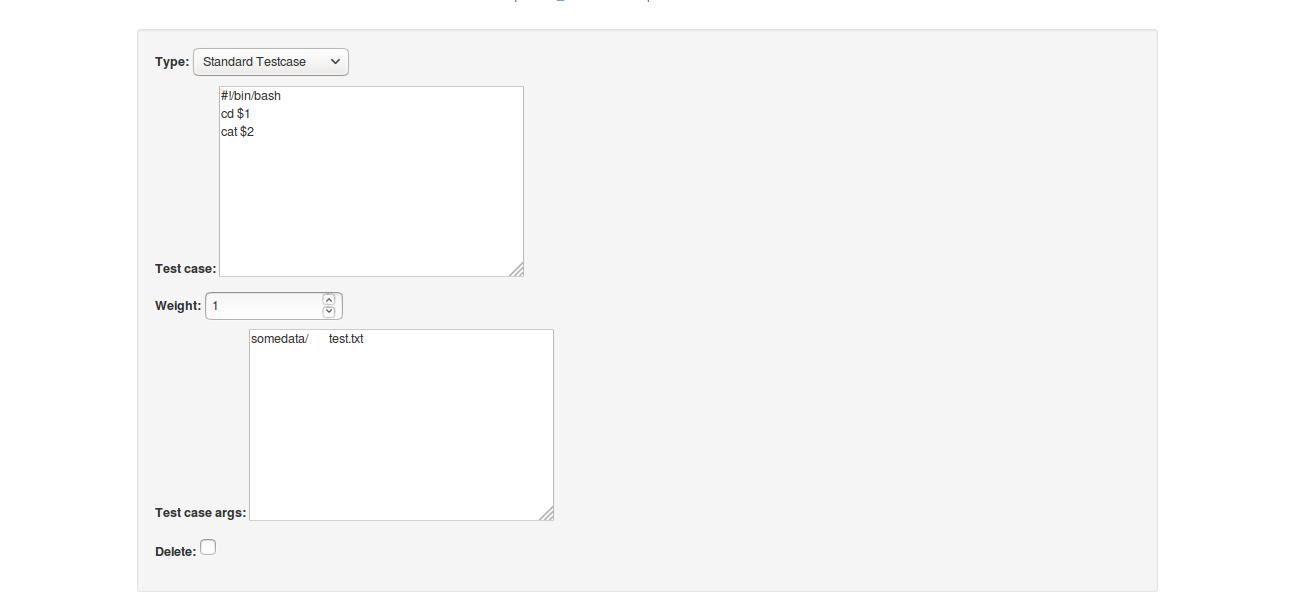 Type: Standard Testcase
#!/bin/bash
cd $1
cat $2
Test case:
Weight: 1
somedata/ test.txt
Test case args:
Delete: